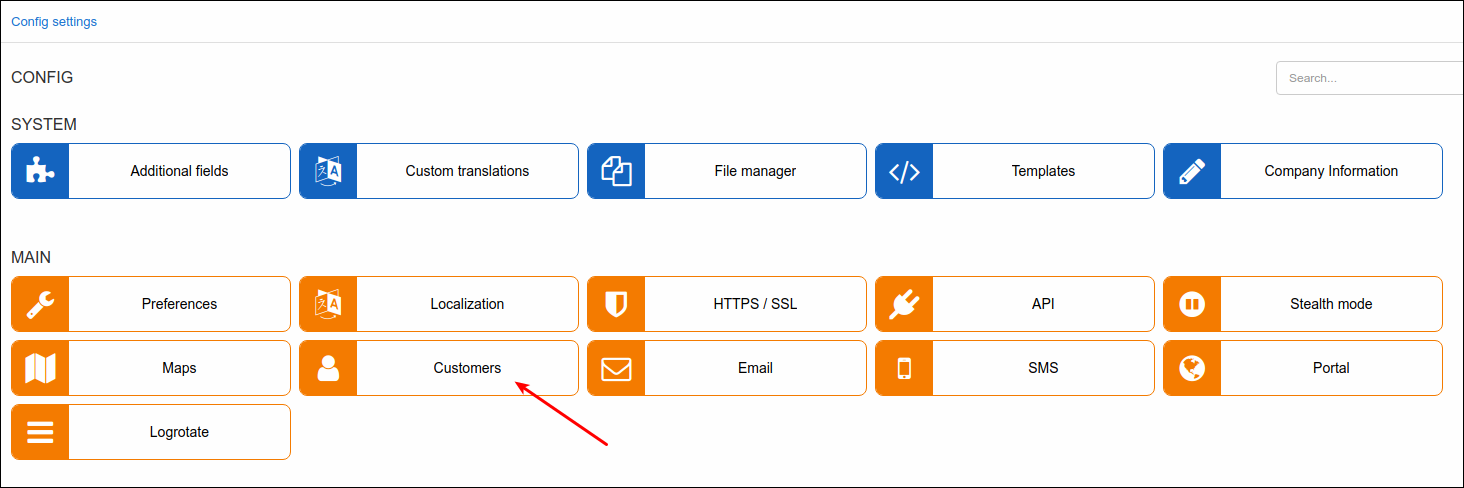 Config settings
CONFIG
Search...
SYSTEM
Additional fields
Custom translations
File manager
Templates
Company Information
MAIN
Preferences
Localization
HTTPS / SSL
API
Stealth mode
Maps
Customers
Email
SMS
Portal
Logrotate